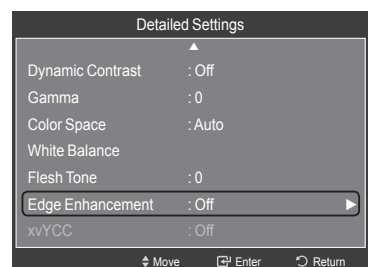 Detailed Settings
Dynamic Contrast : Off
Gamma : 0
Color Space : Auto
White Balance
Flesh Tone : 0
Edge Enhancement : Off
xvYCC : Off
Move Enter Return